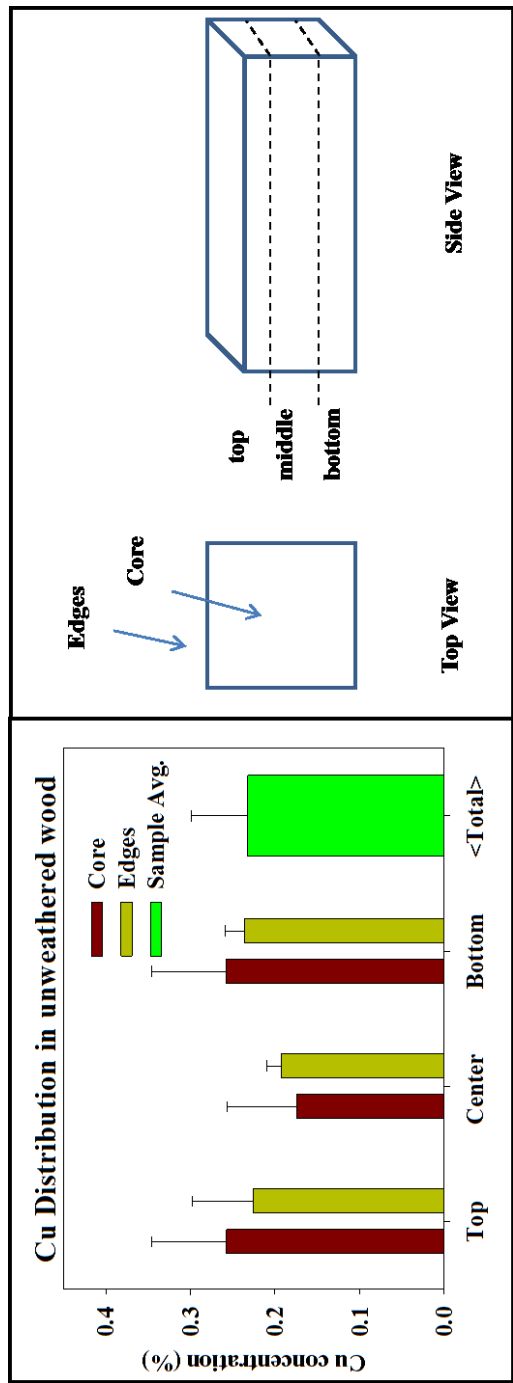 Cu Distribution in unweathered wood
Core
Edges
Sample Avg.
Cu concentration (%)
0.4
0.3
0.2
0.1
0.0
Top
Center
Bottom
<Total>
Edges
Core
Top View
top
middle
bottom
Side View